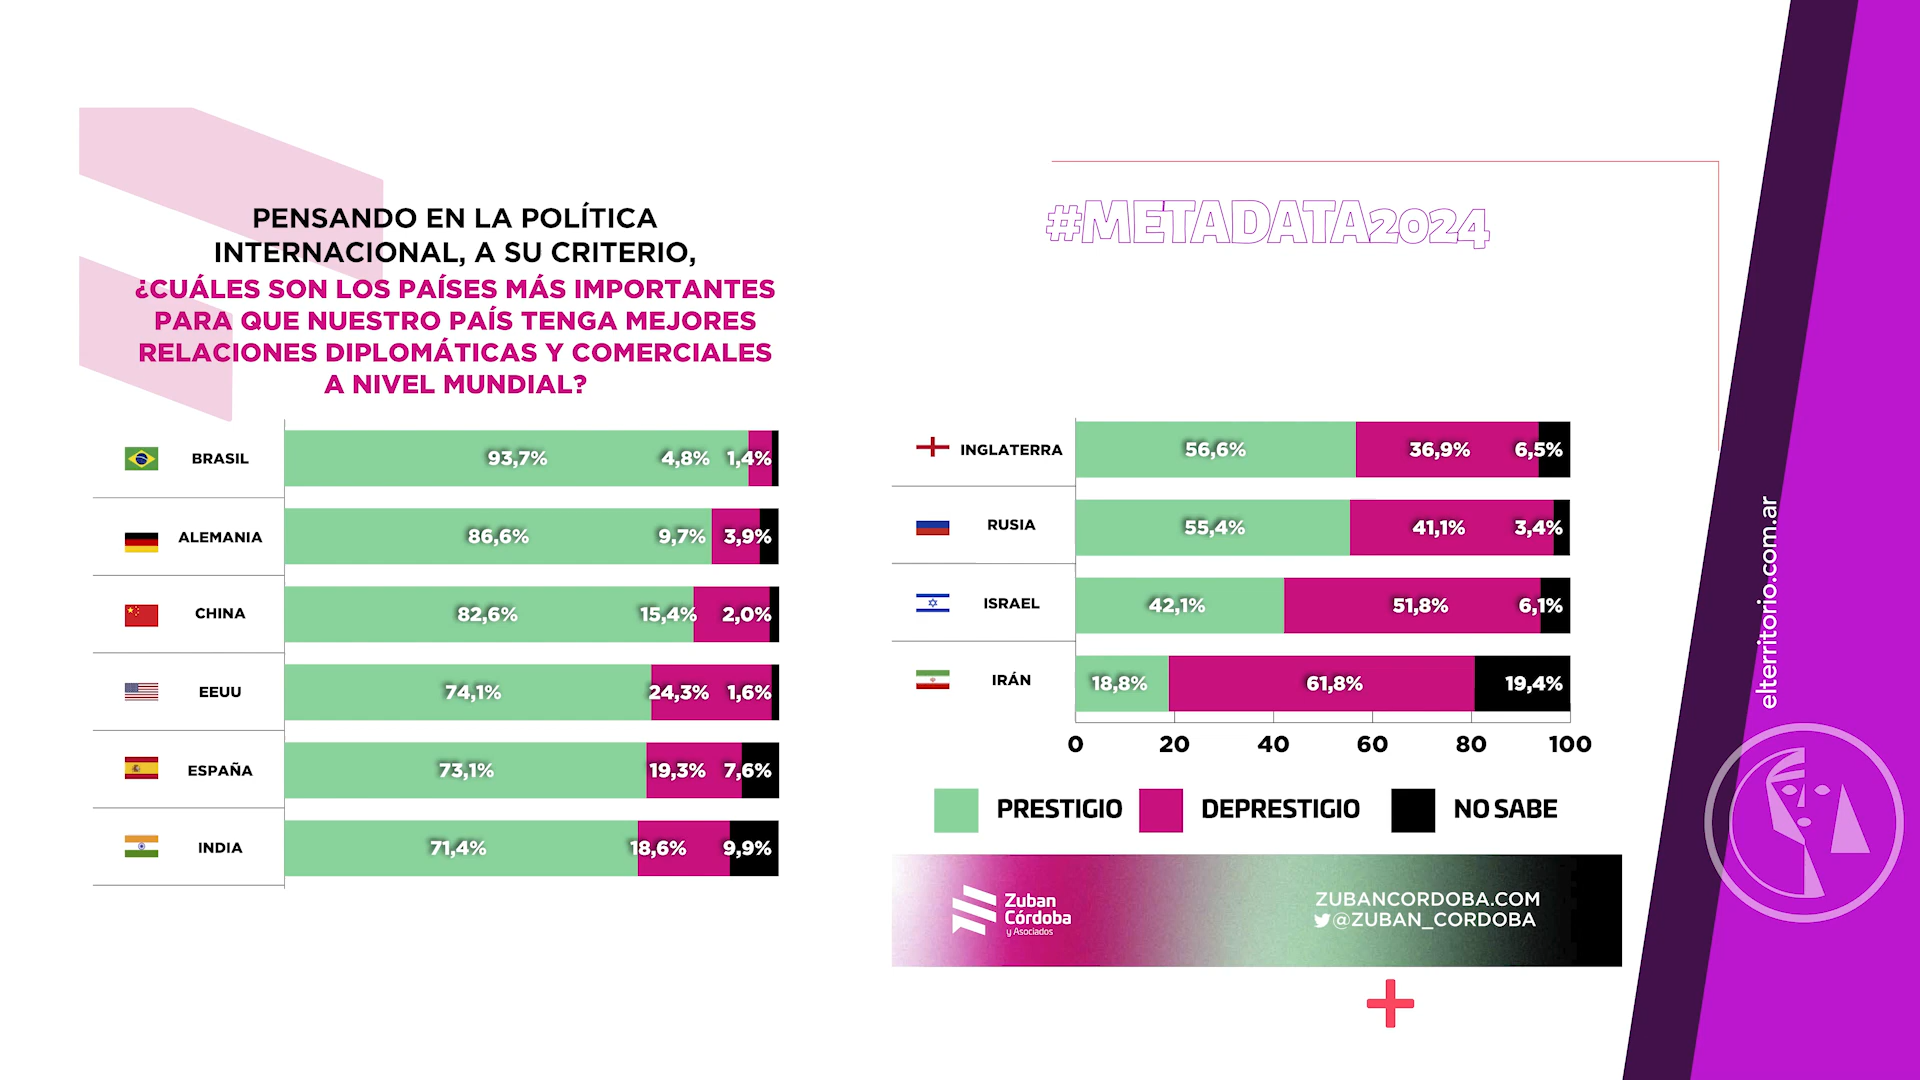 PENSANDO EN LA POLÍTICA
INTERNACIONAL, A SU CRITERIO,
¿CUÁLES SON LOS PAÍSES MÁS IMPORTANTES
PARA QUE NUESTRO PAÍS TENGA MEJORES
RELACIONES DIPLOMÁTICAS Y COMERCIALES
A NIVEL MUNDIAL?
BRASIL 93,7% 4,8% 1,4%
ALEMANIA 86,6% 9,7% 3,9%
CHINA 82,6% 15,4% 2,0%
EEUU 74,1% 24,3% 1,6%
ESPAÑA 73,1% 19,3% 7,6%
INDIA 71,4% 18,6% 9,9%
#METADATA2024
INGLATERRA 56,6% 36,9% 6,5%
RUSIA 55,4% 41,1% 3,4%
ISRAEL 42,1% 51,8% 6,1%
IRÁN 18,8% 61,8% 19,4%
0 20 40 60 80 100
PRESTIGIO DEPRESTIGIO NO SABE
Zuban
Córdoba
y Asociados
ZUBANCORDOBA.COM
@ZUBAN_CORDOBA
elterritorio.com.ar